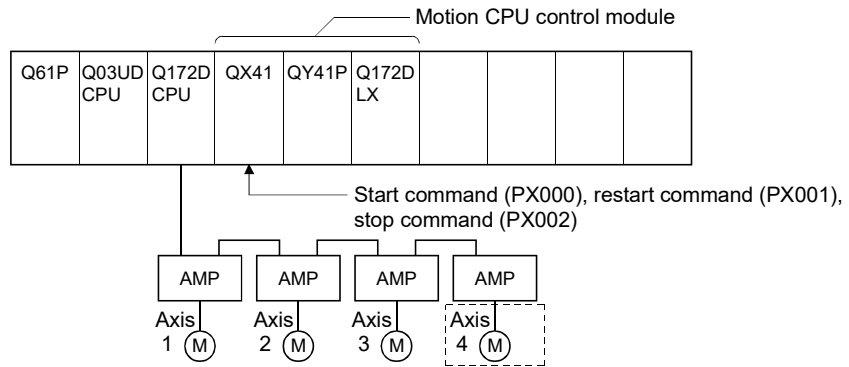 Motion CPU control module
Q61P
Q03UD
CPU
Q172D
CPU
QX41
QY41P
Q172D
LX
Start command (PX000), restart command (PX001),
stop command (PX002)
AMP
AMP
AMP
AMP
Axis
1
M
Axis
2
M
Axis
3
M
Axis
4
M